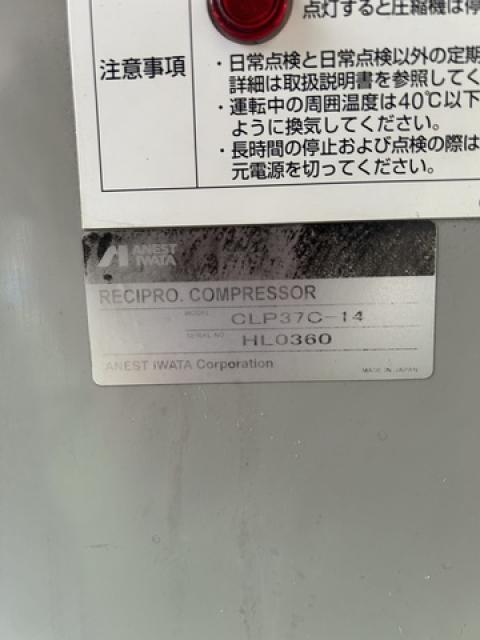 点灯すると圧縮機は停
注意事項
・日常点検と日常点検以外の定期
詳細は取扱説明書を参照してく
・運転中の周囲温度は40℃以下
ように換気してください。
・長時間の停止および点検の際は
元電源を切ってください。
ANEST
IWATA
RECIPRO. COMPRESSOR
MODEL CLP37C-14
SERIAL NO HL0360
ANEST IWATA Corporation MADE IN JAPAN